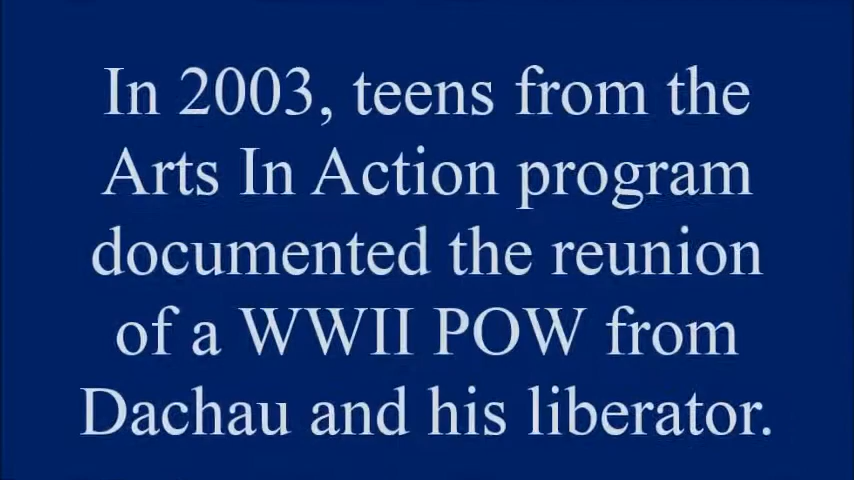 In 2003, teens from the
Arts In Action program
documented the reunion
of a WWII POW from
Dachau and his liberator.